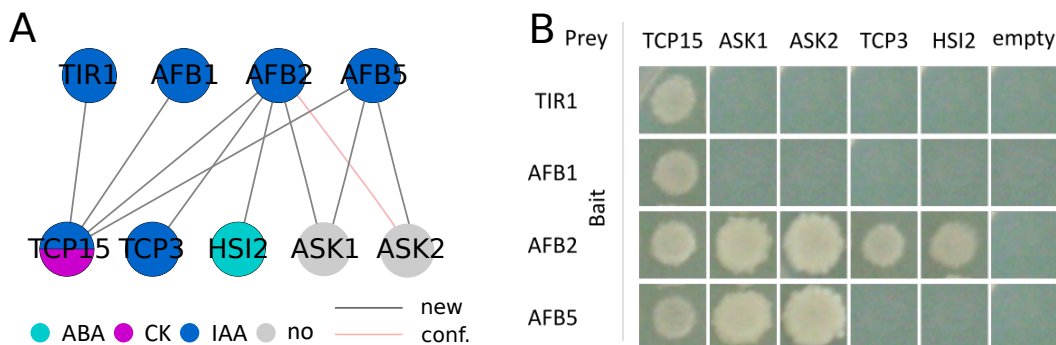 A
TIR1 AFB1 AFB2 AFB5
TCP15 TCP3 HSI2 ASK1 ASK2
ABA CK IAA no
new
conf.
B
Prey TCP15 ASK1 ASK2 TCP3 HSI2 empty
Bait
TIR1
AFB1
AFB2
AFB5